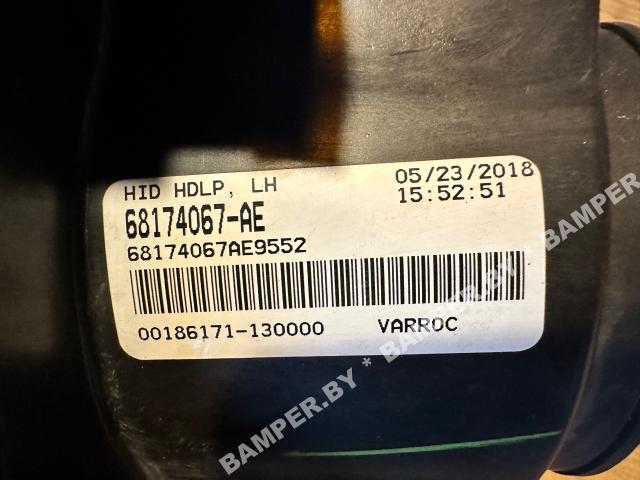 HID HDLP, LH 05/23/2018
68174067-AE 15:52:51
68174067AE9552
00186171-130000 VARROC
BAMPER.BY * BAMPER.BY * BAMPER